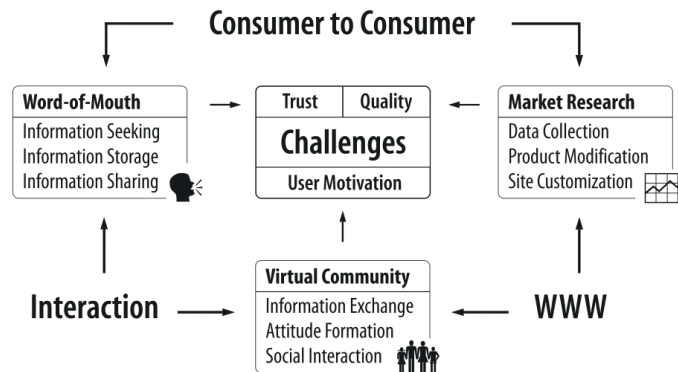 Consumer to Consumer
Word-of-Mouth
Information Seeking
Information Storage
Information Sharing
Trust
Quality
Challenges
User Motivation
Market Research
Data Collection
Product Modification
Site Customization
Interaction
Virtual Community
Information Exchange
Attitude Formation
Social Interaction
WWW